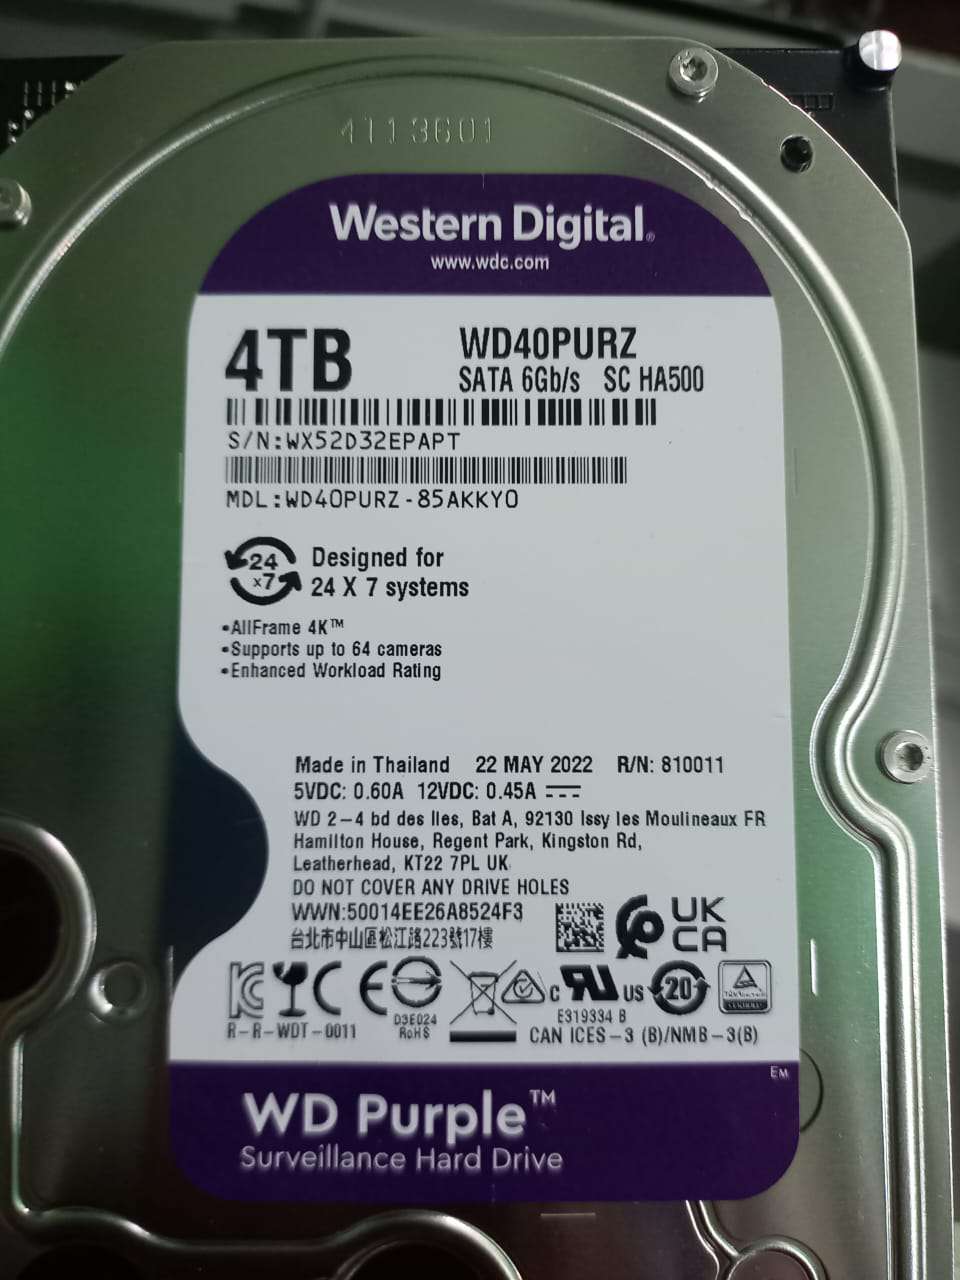 4113601
Western Digital®
www.wdc.com
4TB
WD40PURZ
SATA 6Gb/s SC HA500
S/N:WX52D32EPAPT
MDL:WD40PURZ-85AKKY0
24
x7
Designed for
24 X 7 systems
•AllFrame 4K™
•Supports up to 64 cameras
•Enhanced Workload Rating
Made in Thailand 22 MAY 2022 R/N: 810011
5VDC: 0.60A 12VDC: 0.45A
WD 2-4 bd des Iles, Bat A, 92130 Issy les Moulineaux FR
Hamilton House, Regent Park, Kingston Rd,
Leatherhead, KT22 7PL UK
DO NOT COVER ANY DRIVE HOLES
WWN:50014EE26A8524F3
UK
CA
台北市中山區松江路223號17樓
CE
C US
20
R-R-WDT-0011
D3E024
RoHS
E319334 B
CAN ICES-3 (B)/NMB-3(B)
EM
WD Purple™
Surveillance Hard Drive